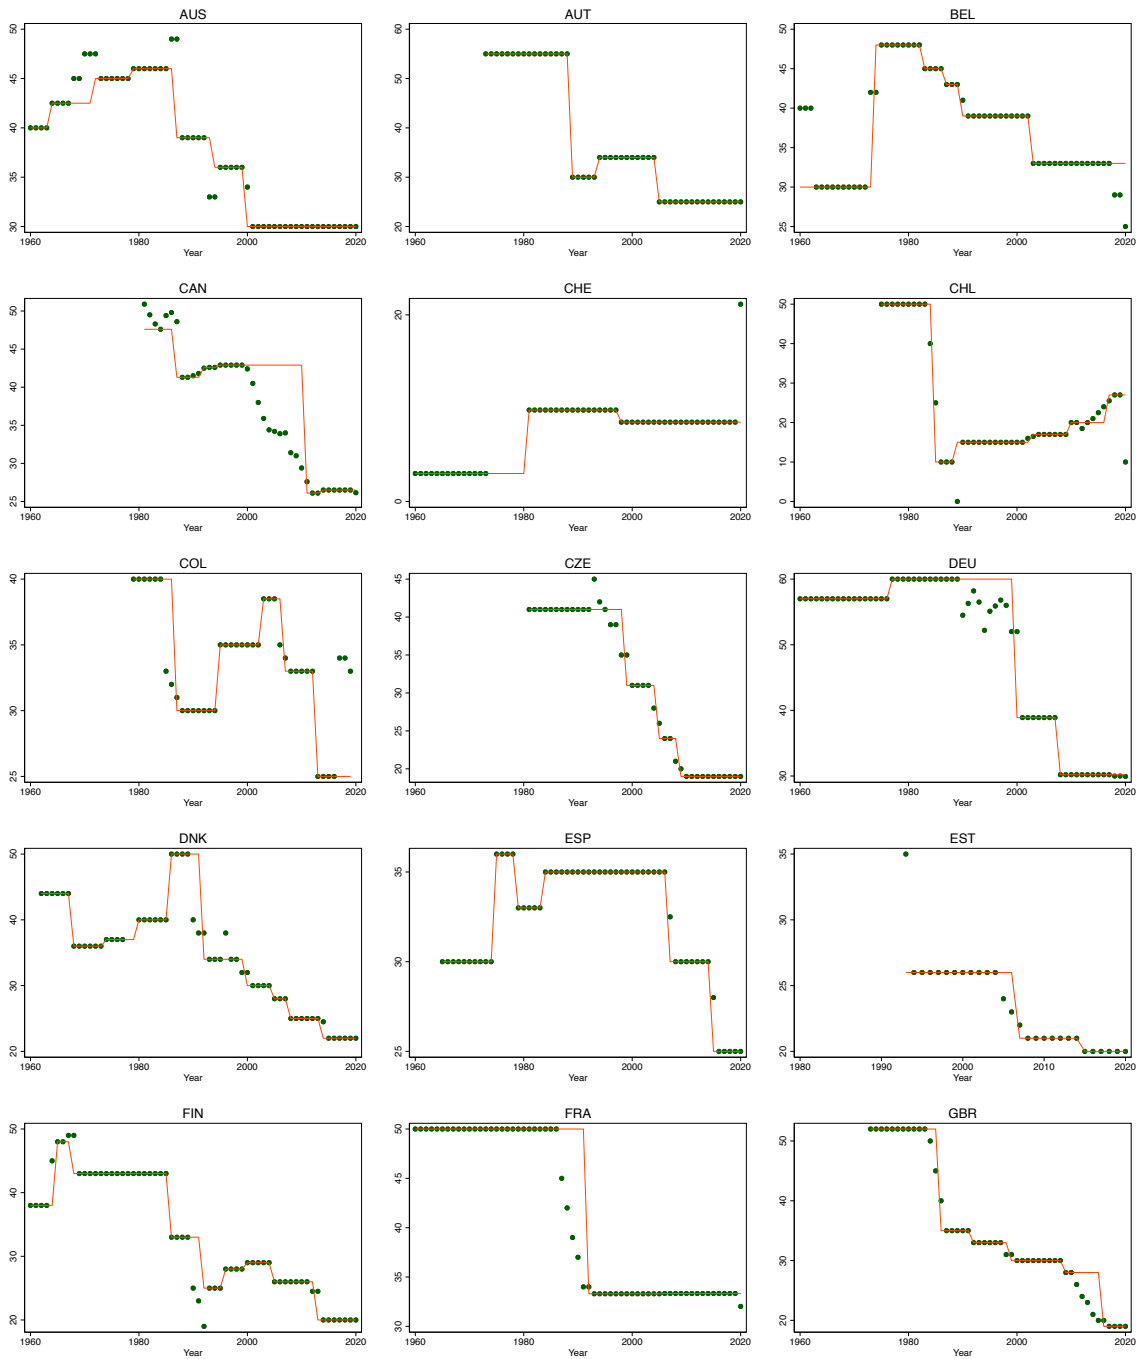 AUS AUT BEL
50 45 40 35 30
60 50 40 30 20
50 45 40 35 30 25
1960 1980 2000 2020 1960 1980 2000 2020 1960 1980 2000 2020
Year Year Year
CAN CHE CHL
50 45 40 35 30 25
20 0
50 40 30 20 10 0
1960 1980 2000 2020 1960 1980 2000 2020 1960 1980 2000 2020
Year Year Year
COL CZE DEU
40 35 30 25
45 40 35 30 25 20
60 50 40 30
1960 1980 2000 2020 1960 1980 2000 2020 1960 1980 2000 2020
Year Year Year
DNK ESP EST
50 40 30 20
35 30 25
35 30 25 20
1960 1980 2000 2020 1960 1980 2000 2020 1980 1990 2000 2010 2020
Year Year Year
FIN FRA GBR
50 40 30 20
50 45 40 35 30
50 40 30 20
1960 1980 2000 2020 1960 1980 2000 2020 1960 1980 2000 2020
Year Year Year